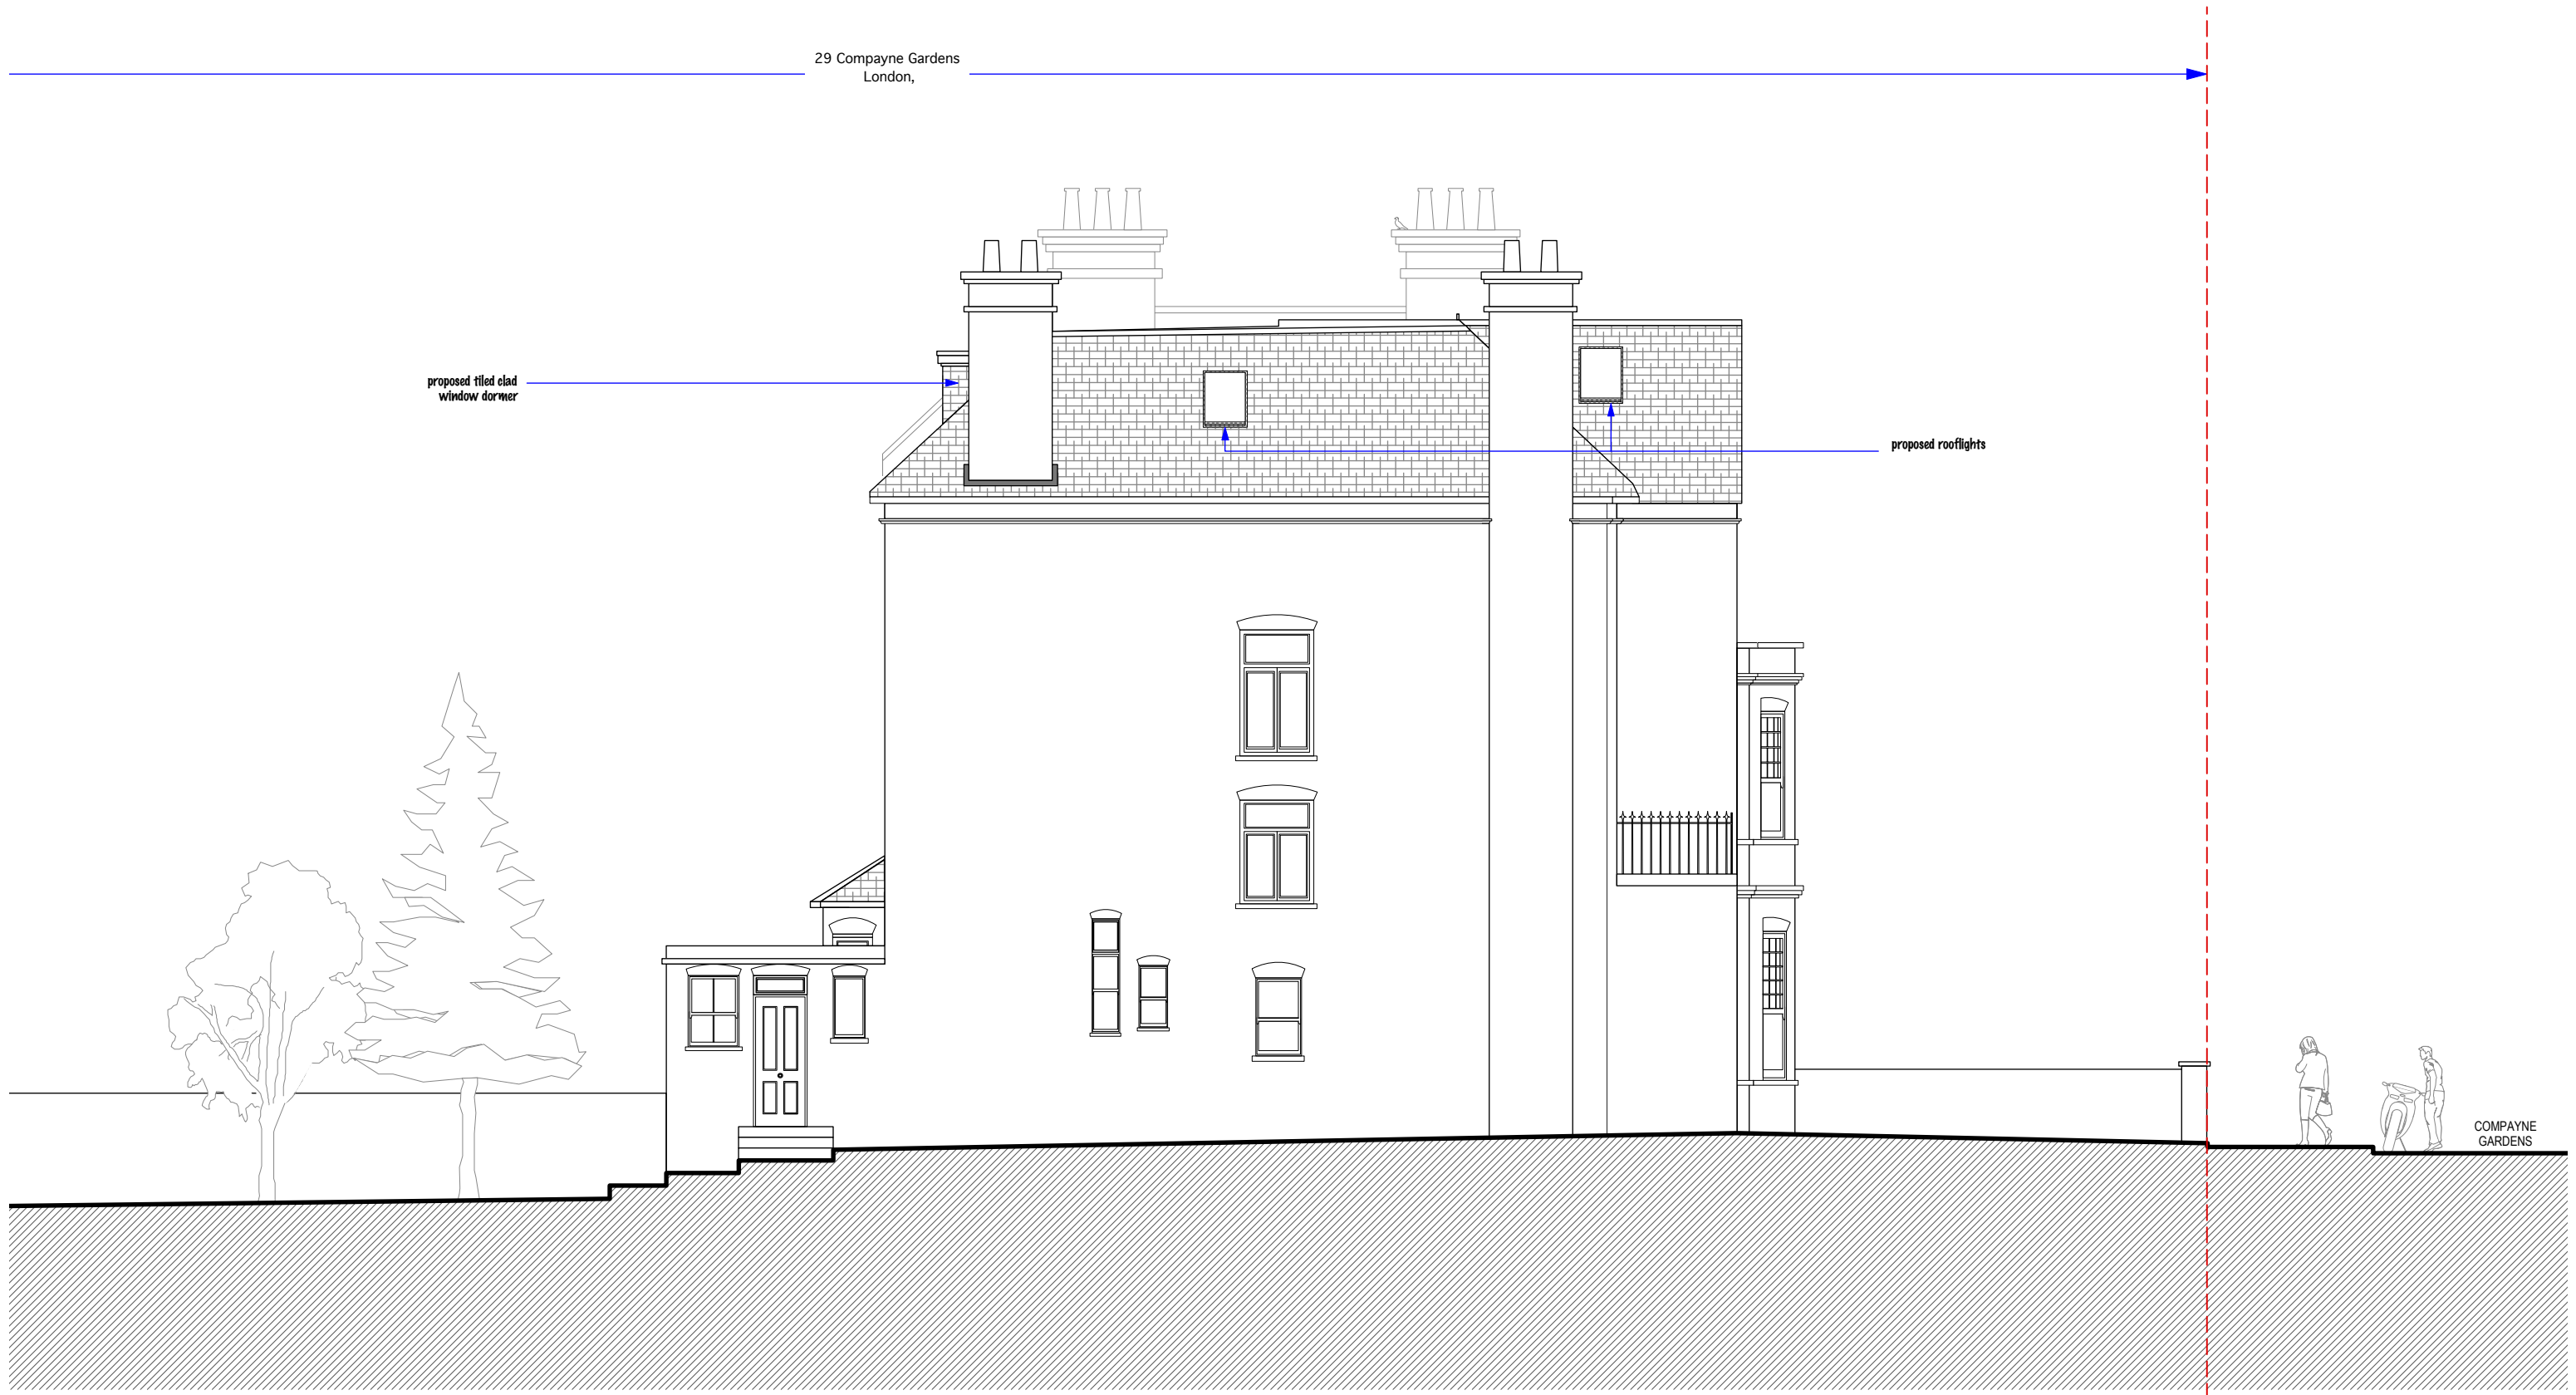 29 Compayne Gardens
London,
proposed tiled clad
window dormer
proposed rooflights
COMPAYNE
GARDENS